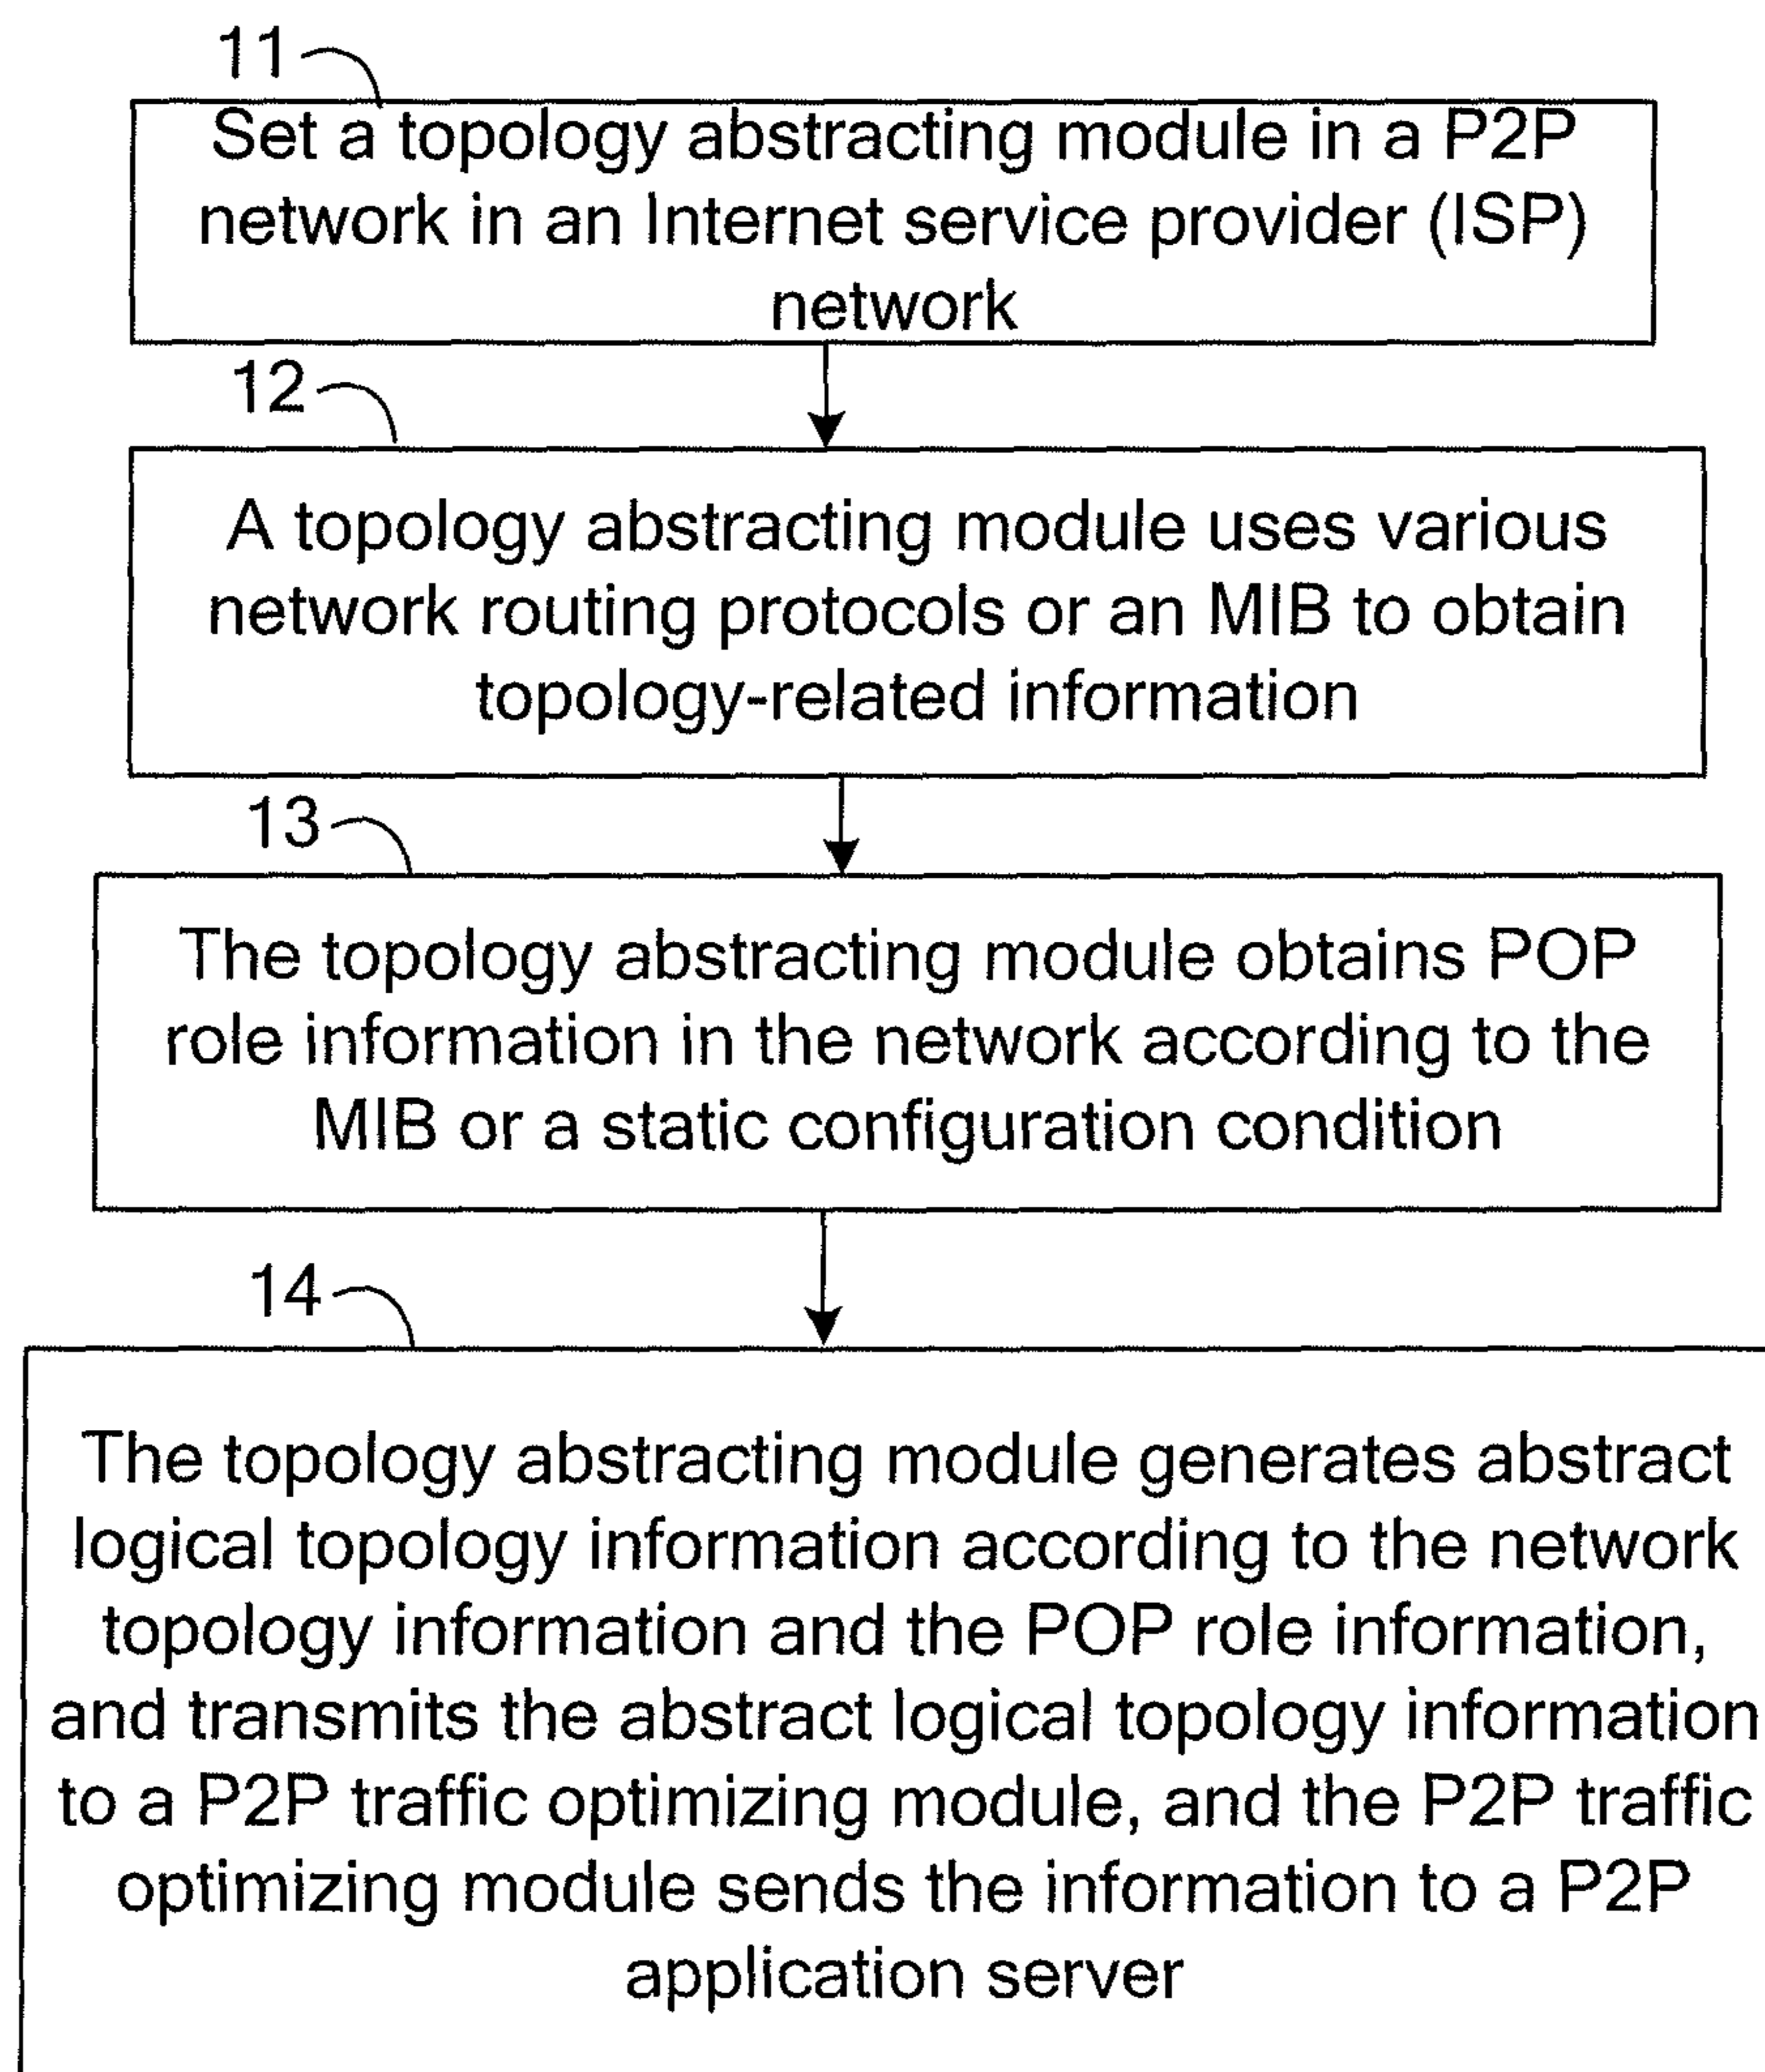 11
Set a topology abstracting module in a P2P
network in an Internet service provider (ISP)
network
12
A topology abstracting module uses various
network routing protocols or an MIB to obtain
topology-related information
13
The topology abstracting module obtains POP
role information in the network according to the
MIB or a static configuration condition
14
The topology abstracting module generates abstract
logical topology information according to the network
topology information and the POP role information,
and transmits the abstract logical topology information
to a P2P traffic optimizing module, and the P2P traffic
optimizing module sends the information to a P2P
application server